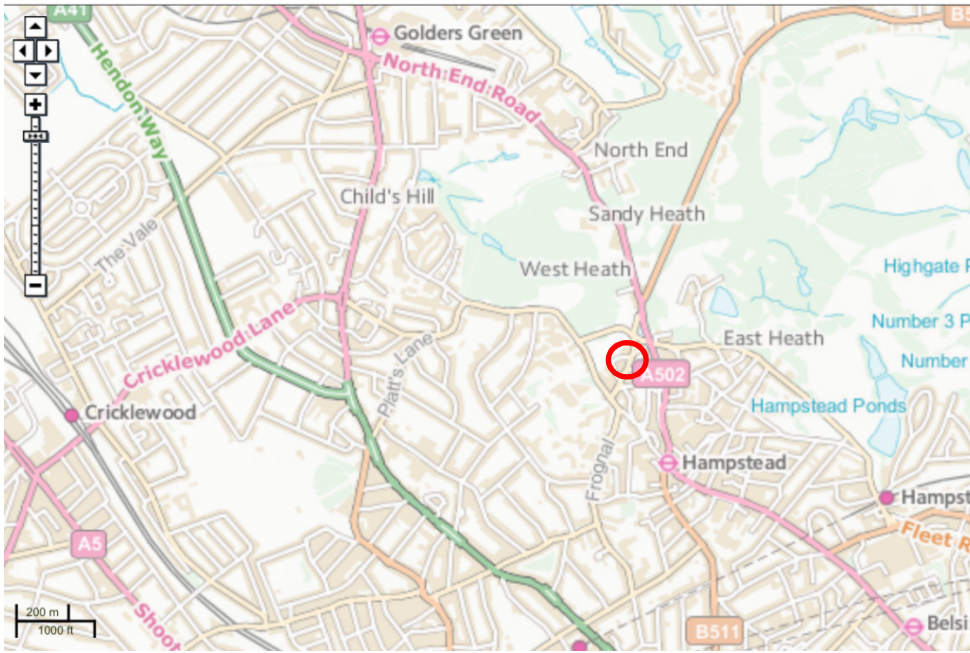 A41
B5
Golders Green
Hendon Way
North End Road
North End
Child's Hill
Sandy Heath
The Vale
West Heath
Highgate P
Cricklewood Lane
Number 3 P
East Heath
Platt's Lane
Number
A502
Cricklewood
Hampstead Ponds
Frognal
Hampstead
Hampst
Fleet R
A5
200 m
1000 ft
Shoot
B511
Belsi